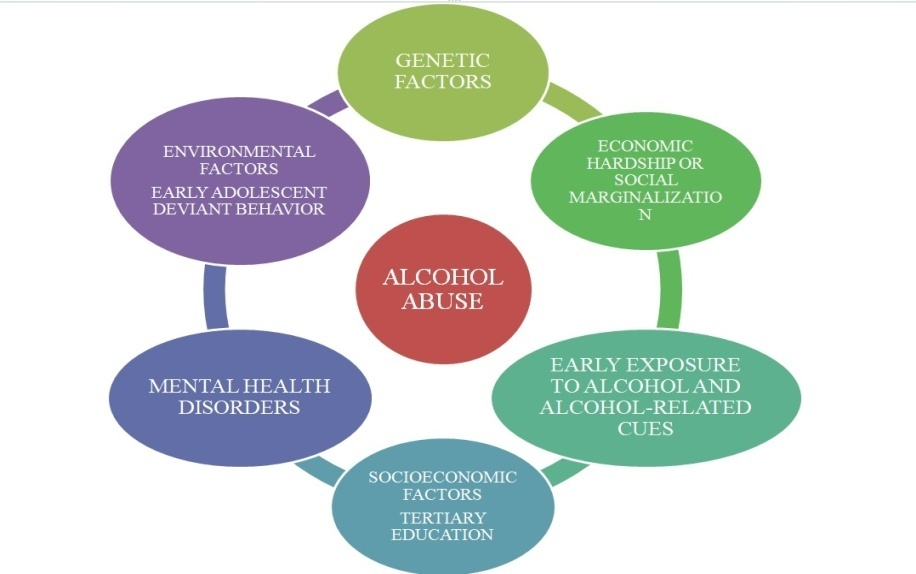 GENETIC
FACTORS
ECONOMIC
HARDSHIP OR
SOCIAL
MARGINALIZATIO
N
EARLY EXPOSURE
TO ALCOHOL AND
ALCOHOL-RELATED
CUES
SOCIOECONOMIC
FACTORS
TERTIARY
EDUCATION
MENTAL HEALTH
DISORDERS
ENVIRONMENTAL
FACTORS
EARLY ADOLESCENT
DEVIANT BEHAVIOR
ALCOHOL
ABUSE